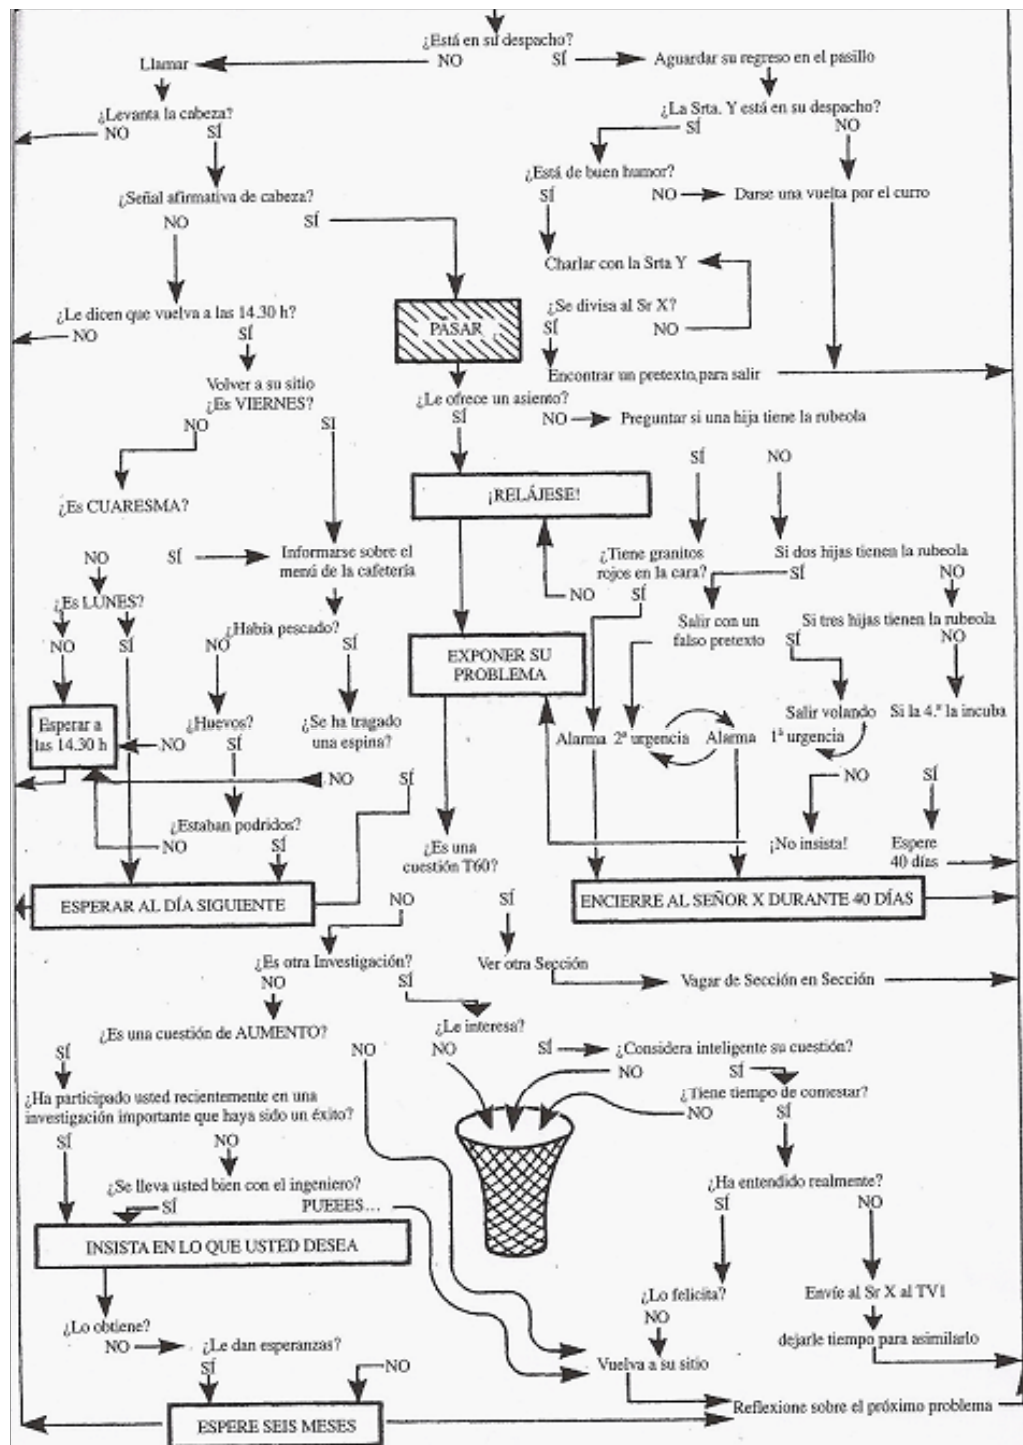 ¿Está en su despacho?
Llamar
NO
SÍ
Aguardar su regreso en el pasillo
¿Levanta la cabeza?
NO
SÍ
¿La Srta. Y está en su despacho?
SÍ
NO
¿Está de buen humor?
¿Señal afirmativa de cabeza?
SÍ
NO
Darse una vuelta por el curro
NO
SÍ
Charlar con la Srta Y
¿Le dicen que vuelva a las 14.30 h?
NO
SÍ
PASAR
¿Se divisa al Sr X?
SÍ
NO
Volver a su sitio
¿Es VIERNES?
Encontrar un pretexto, para salir
¿Le ofrece un asiento?
NO
SÍ
SÍ
NO
Preguntar si una hija tiene la rubeola
SÍ
NO
¿Es CUARESMA?
¡RELÁJESE!
NO
SÍ
Informarse sobre el
menú de la cafetería
¿Tiene granitos
rojos en la cara?
Si dos hijas tienen la rubeola
SÍ
NO
¿Es LUNES?
NO
SÍ
Salir con un
falso pretexto
Si tres hijas tienen la rubeola
¿Había pescado?
NO
SÍ
NO
SÍ
SÍ
NO
EXPONER SU
PROBLEMA
Esperar a
las 14.30 h
¿Huevos?
¿Se ha tragado
una espina?
Salir volando
1ª urgencia
Si la 4.ª la incuba
NO
SÍ
Alarma
2ª urgencia
Alarma
NO
SÍ
NO
SÍ
¿Estaban podridos?
NO
SÍ
¿Es una
cuestión T60?
¡No insista!
Espere
40 días
ESPERAR AL DÍA SIGUIENTE
NO
SÍ
ENCIERRE AL SEÑOR X DURANTE 40 DÍAS
¿Es otra Investigación?
NO
SÍ
Ver otra Sección
Vagar de Sección en Sección
¿Es una cuestión de AUMENTO?
¿Le interesa?
SÍ
NO
NO
SÍ
¿Considera inteligente su cuestión?
NO
SÍ
¿Ha participado usted recientemente en una
investigación importante que haya sido un éxito?
¿Tiene tiempo de contestar?
NO
SÍ
SÍ
NO
¿Se lleva usted bien con el ingeniero?
SÍ
PUEEES…
¿Ha entendido realmente?
SÍ
NO
INSISTA EN LO QUE USTED DESEA
¿Lo felicita?
NO
Envíe al Sr X al TV1
¿Lo obtiene?
NO
¿Le dan esperanzas?
SÍ
NO
Vuelva a su sitio
dejarle tiempo para asimilarlo
ESPERE SEIS MESES
Reflexione sobre el próximo problema